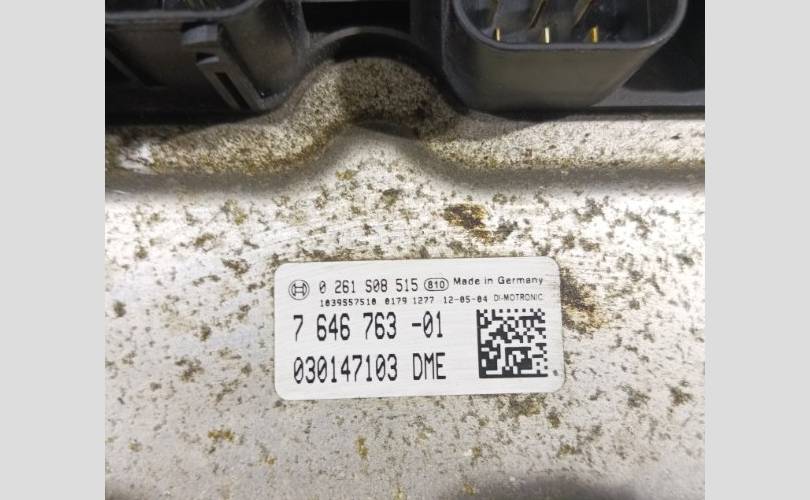 0 261 S08 515 810 Made in Germany
1039S57510 0179 1277 12-05-04 DI-MOTRONIC
7 646 763 -01
030147103 DME